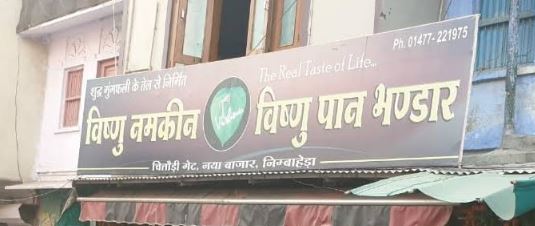 Ph. 01477- 221975
शुद्ध मुंगफली के तेल से निर्मित
The Real Taste of Life...
विष्णु नमकीन विष्णु पान भण्डार
चित्तौड़ी गेट, नया बाजार, निम्बाहेड़ा